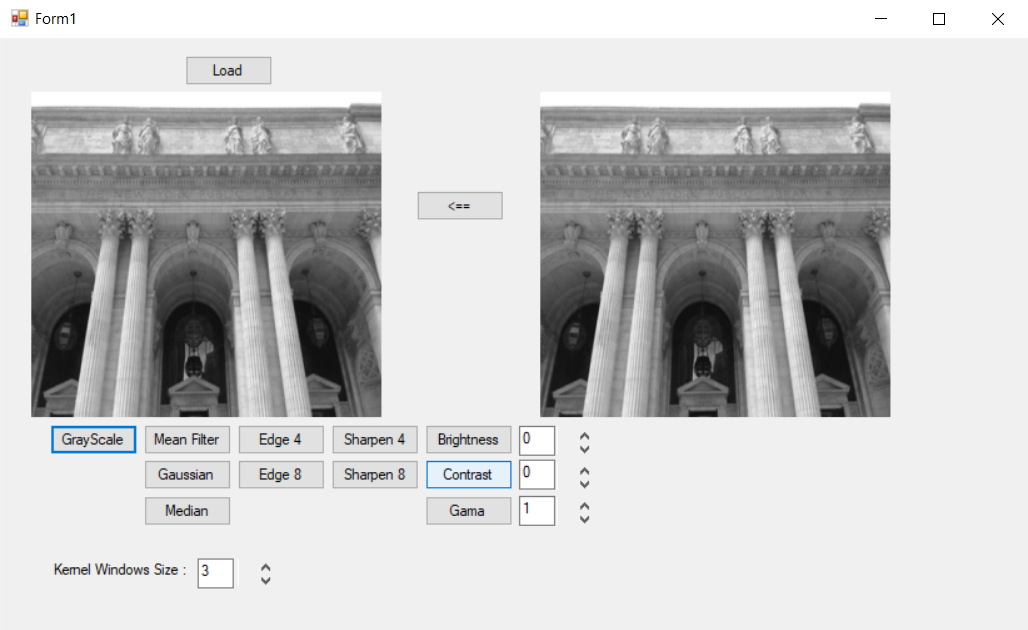 Form1
Load
<==
GrayScale Mean Filter Edge 4 Sharpen 4 Brightness 0
Gaussian Edge 8 Sharpen 8 Contrast 0
Median Gama 1
Kernel Windows Size : 3